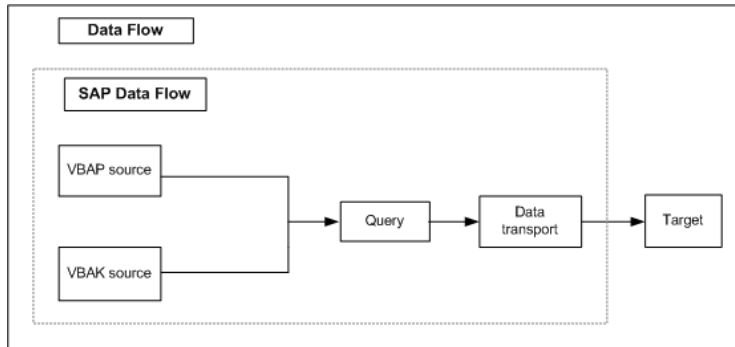 Data Flow
SAP Data Flow
VBAP source
VBAK source
Query
Data
transport
Target